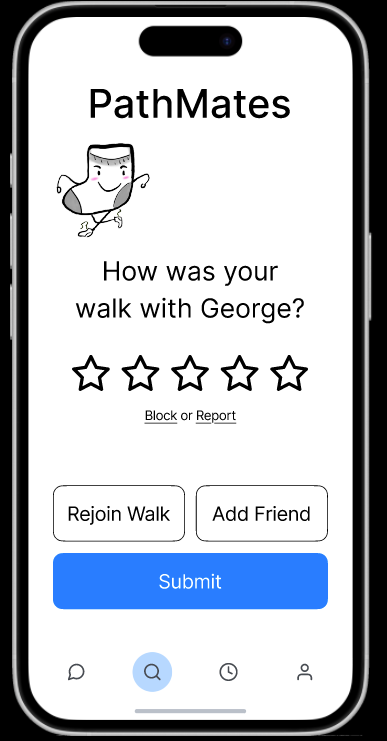 PathMates
How was your
walk with George?
Block or Report
Rejoin Walk
Add Friend
Submit